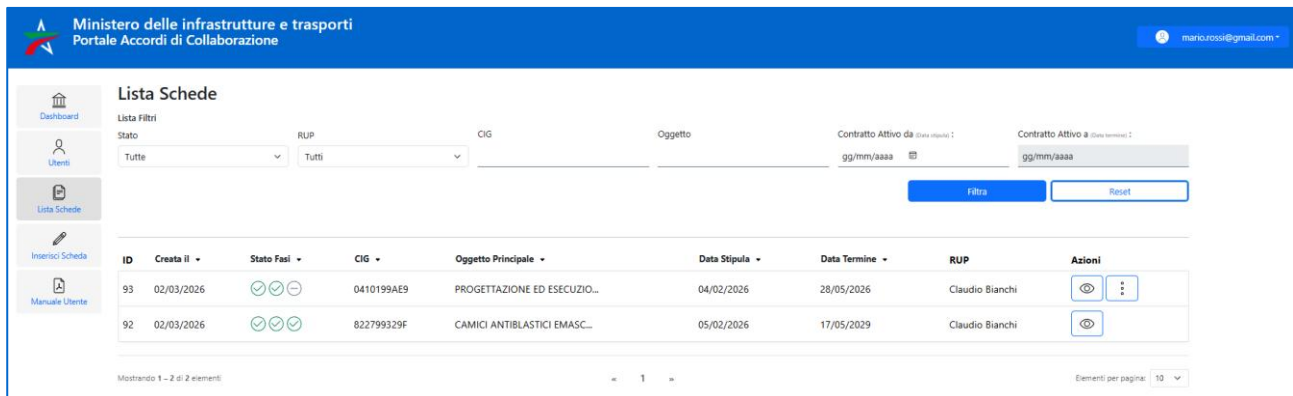 Ministero delle infrastrutture e trasporti
Portale Accordi di Collaborazione
mario.rossi@gmail.com
Dashboard
Utenti
Lista Schede
Inserisci Scheda
Manuale Utente
Lista Schede
Lista Filtri
Stato RUP CIG Oggetto Contratto Attivo da (Data stipula) : Contratto Attivo a (Data termine) :
Tutte Tutti gg/mm/aaaa gg/mm/aaaa
Filtra Reset
ID Creata il Stato Fasi CIG Oggetto Principale Data Stipula Data Termine RUP Azioni
93 02/03/2026 0410199AE9 PROGETTAZIONE ED ESECUZIO... 04/02/2026 28/05/2026 Claudio Bianchi
92 02/03/2026 822799329F CAMICI ANTIBLASTICI EMASC... 05/02/2026 17/05/2029 Claudio Bianchi
Mostrando 1 – 2 di 2 elementi « 1 » Elementi per pagina: 10